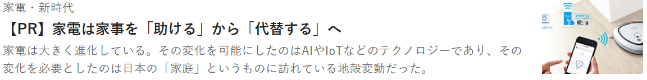 家電・新時代
【PR】家電は家事を「助ける」から「代替する」へ
家電は大きく進化している。その変化を可能にしたのはAIやIoTなどのテクノロジーであり、その
変化を必要としたのは日本の「家庭」というものに訪れている地殻変動だった。